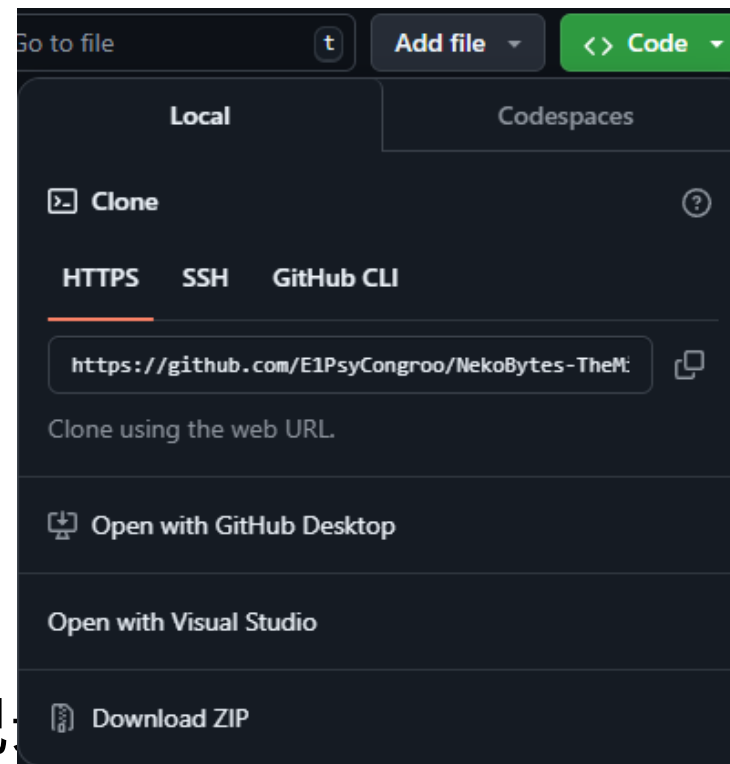 Go to file t Add file <> Code
Local Codespaces
Clone
HTTPS SSH GitHub CLI
https://github.com/E1PsyCongroo/NekoBytes-TheMi
Clone using the web URL.
Open with GitHub Desktop
Open with Visual Studio
Download ZIP